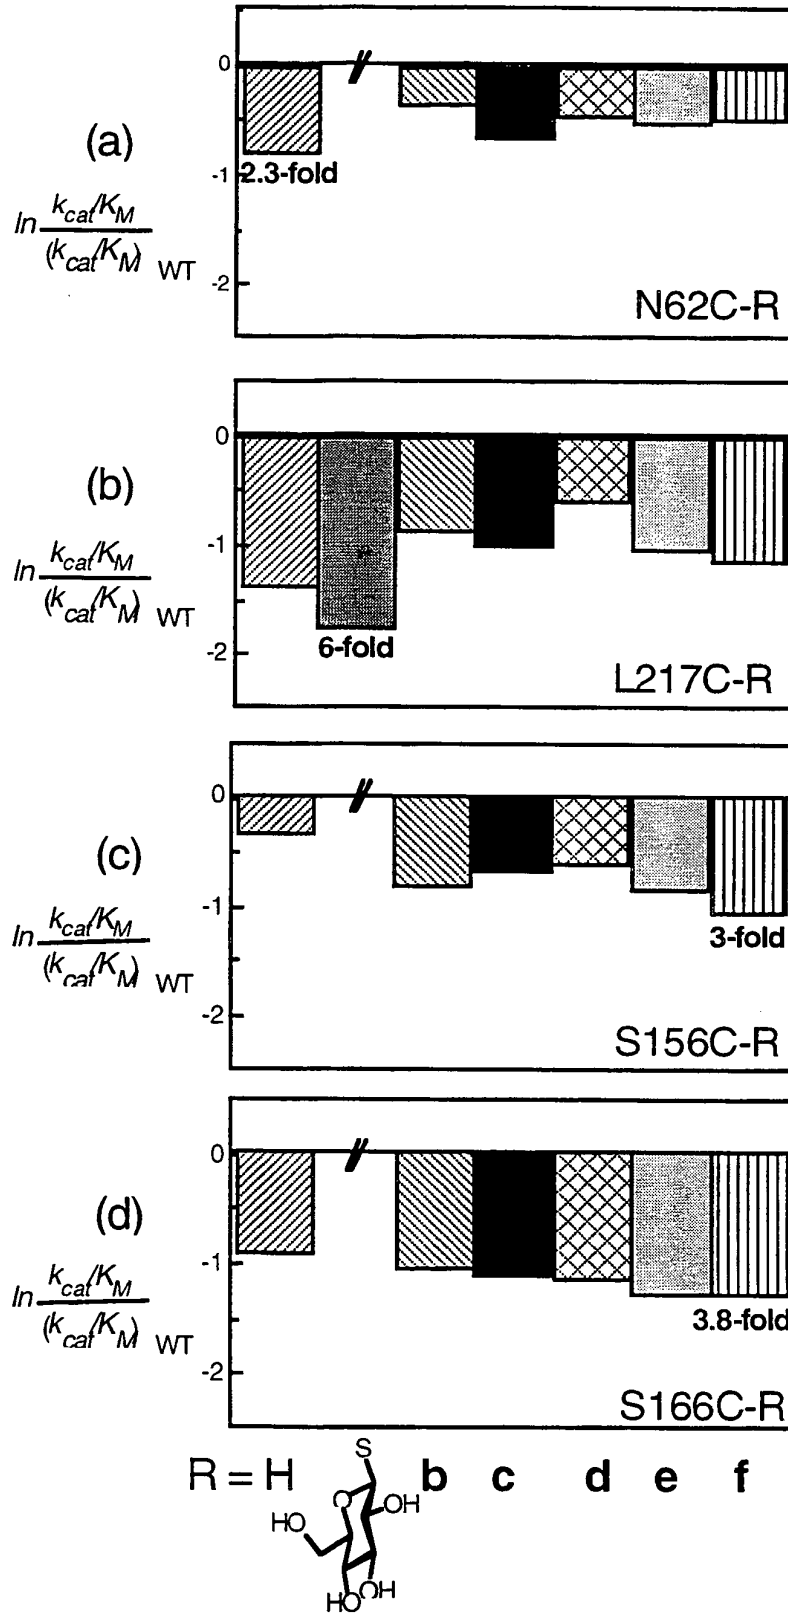 0
(a)
2.3-fold
-1
ln kcat/KM
(kcat/KM) WT
-2
N62C-R
0
(b)
-1
ln kcat/KM
(kcat/KM) WT
6-fold
-2
L217C-R
0
(c)
-1
3-fold
ln kcat/KM
(kcat/KM) WT
-2
S156C-R
0
(d)
-1
ln kcat/KM
(kcat/KM) WT
3.8-fold
-2
S166C-R
R = H b c d e f
S
O OH
HO
HO OH